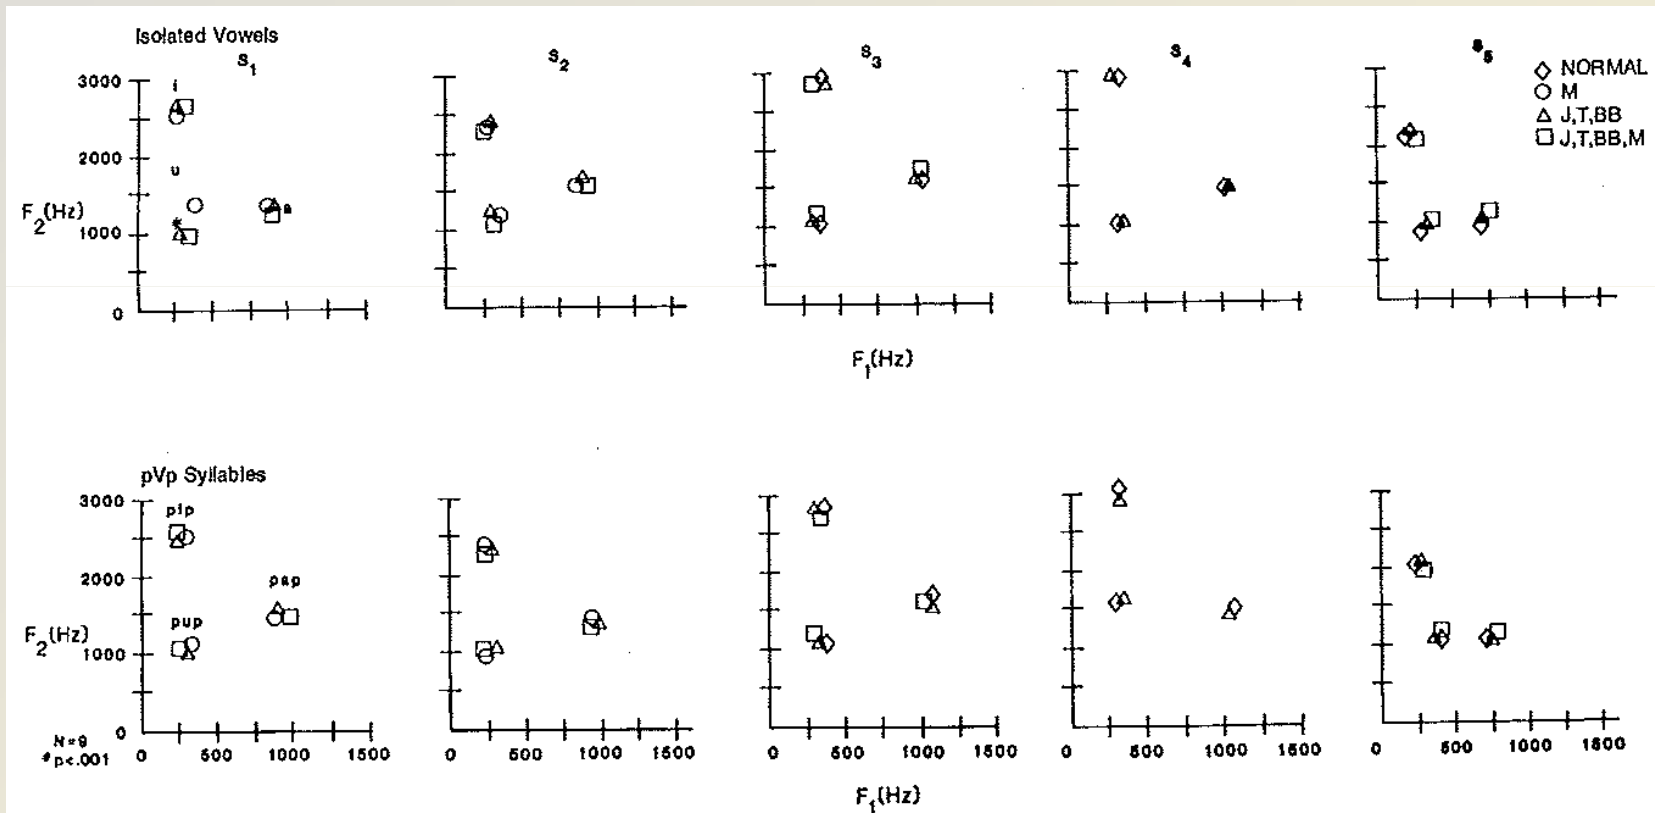 Isolated Vowels
S1 S2 S3 S4 S5
NORMAL
M
J,T,BB
J,T,BB,M
3000
i
2000
u
F2(Hz)
1000
*
a
0
F1(Hz)
pVp Syllables
3000
pip
2000
pap
pup
F2(Hz)
1000
0
N=9
*p<.001
0 500 1000 1500 0 500 1000 1500 0 500 1000 1500 0 500 1000 1500 0 500 1000 1500
F1(Hz)